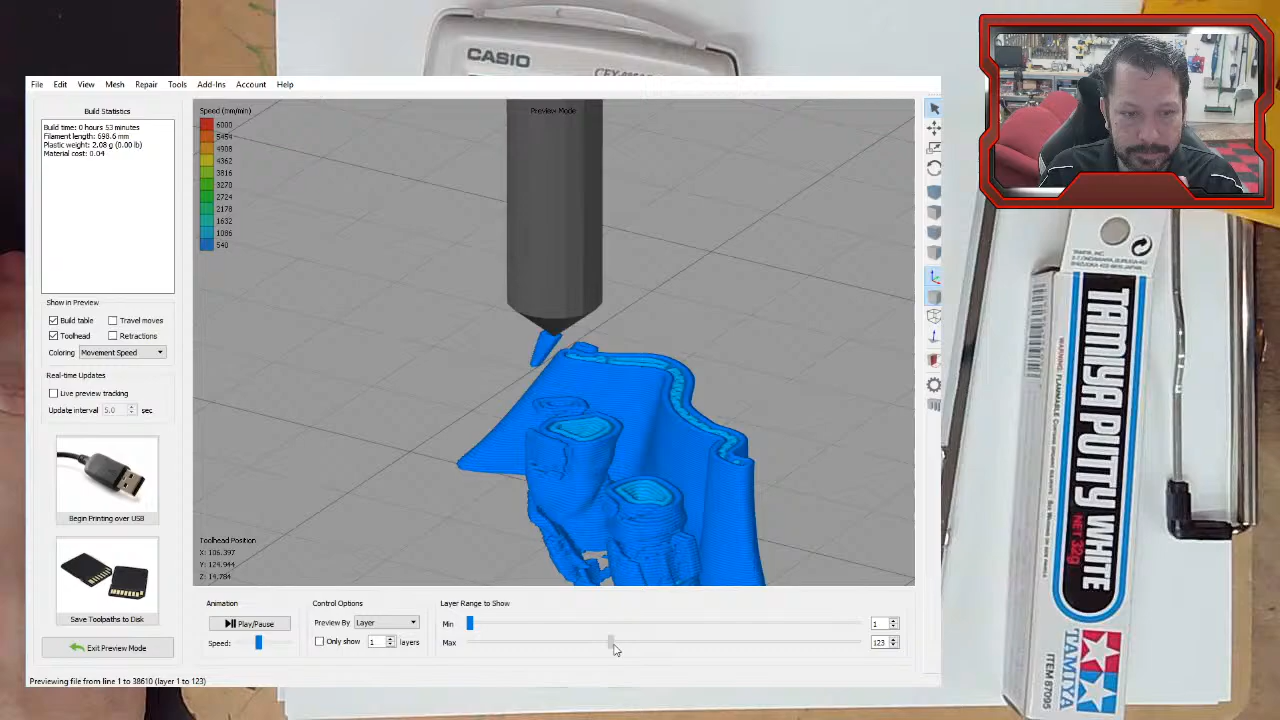 CASIO
File Edit View Mesh Repair Tools Add-Ins Account Help
Build Statistics
Build time: 0 hours 53 minutes
Filament length: 698.6 mm
Plastic weight: 2.08 g (0.00 lb)
Material cost: 0.04
Show in Preview
Build table
Travel moves
Toolhead
Retractions
Coloring Movement Speed
Real-time Updates
Live preview tracking
Update interval 5.0 sec
Begin Printing over USB
Save Toolpaths to Disk
Exit Preview Mode
Speed (mm/min)
6000
5454
4908
4362
3816
3270
2724
2178
1632
1086
540
Preview Mode
Toolhead Position
X: 106.397
Y: 124.944
Z: 14.784
Animation
Play/Pause
Speed:
Control Options
Preview By Layer
Only show 1 layers
Layer Range to Show
Min 1
Max 123
Previewing file from line 1 to 38610 (layer 1 to 123)
TAMIYA, INC.
TAMIYA PUTTY WHITE
NET 32g
TAMIYA
ITEM 87095